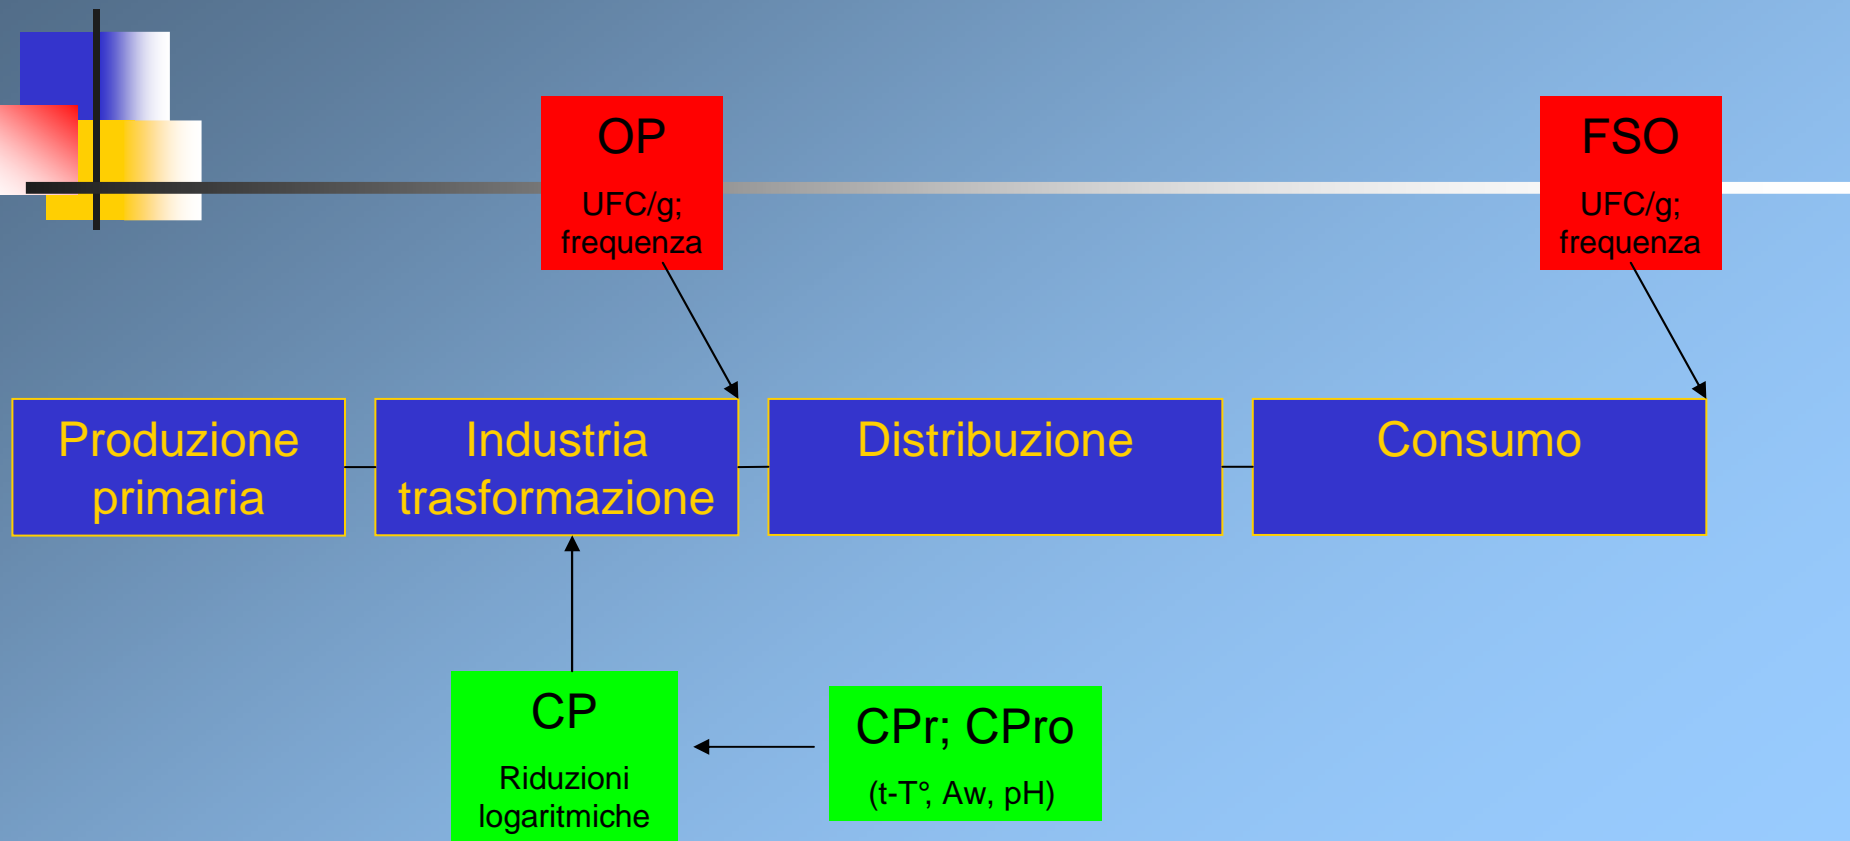 OP
UFC/g;
frequenza
FSO
UFC/g;
frequenza
Produzione
primaria
Industria
trasformazione
Distribuzione
Consumo
CP
Riduzioni
logaritmiche
CPr; CPro
(t-T°, Aw, pH)